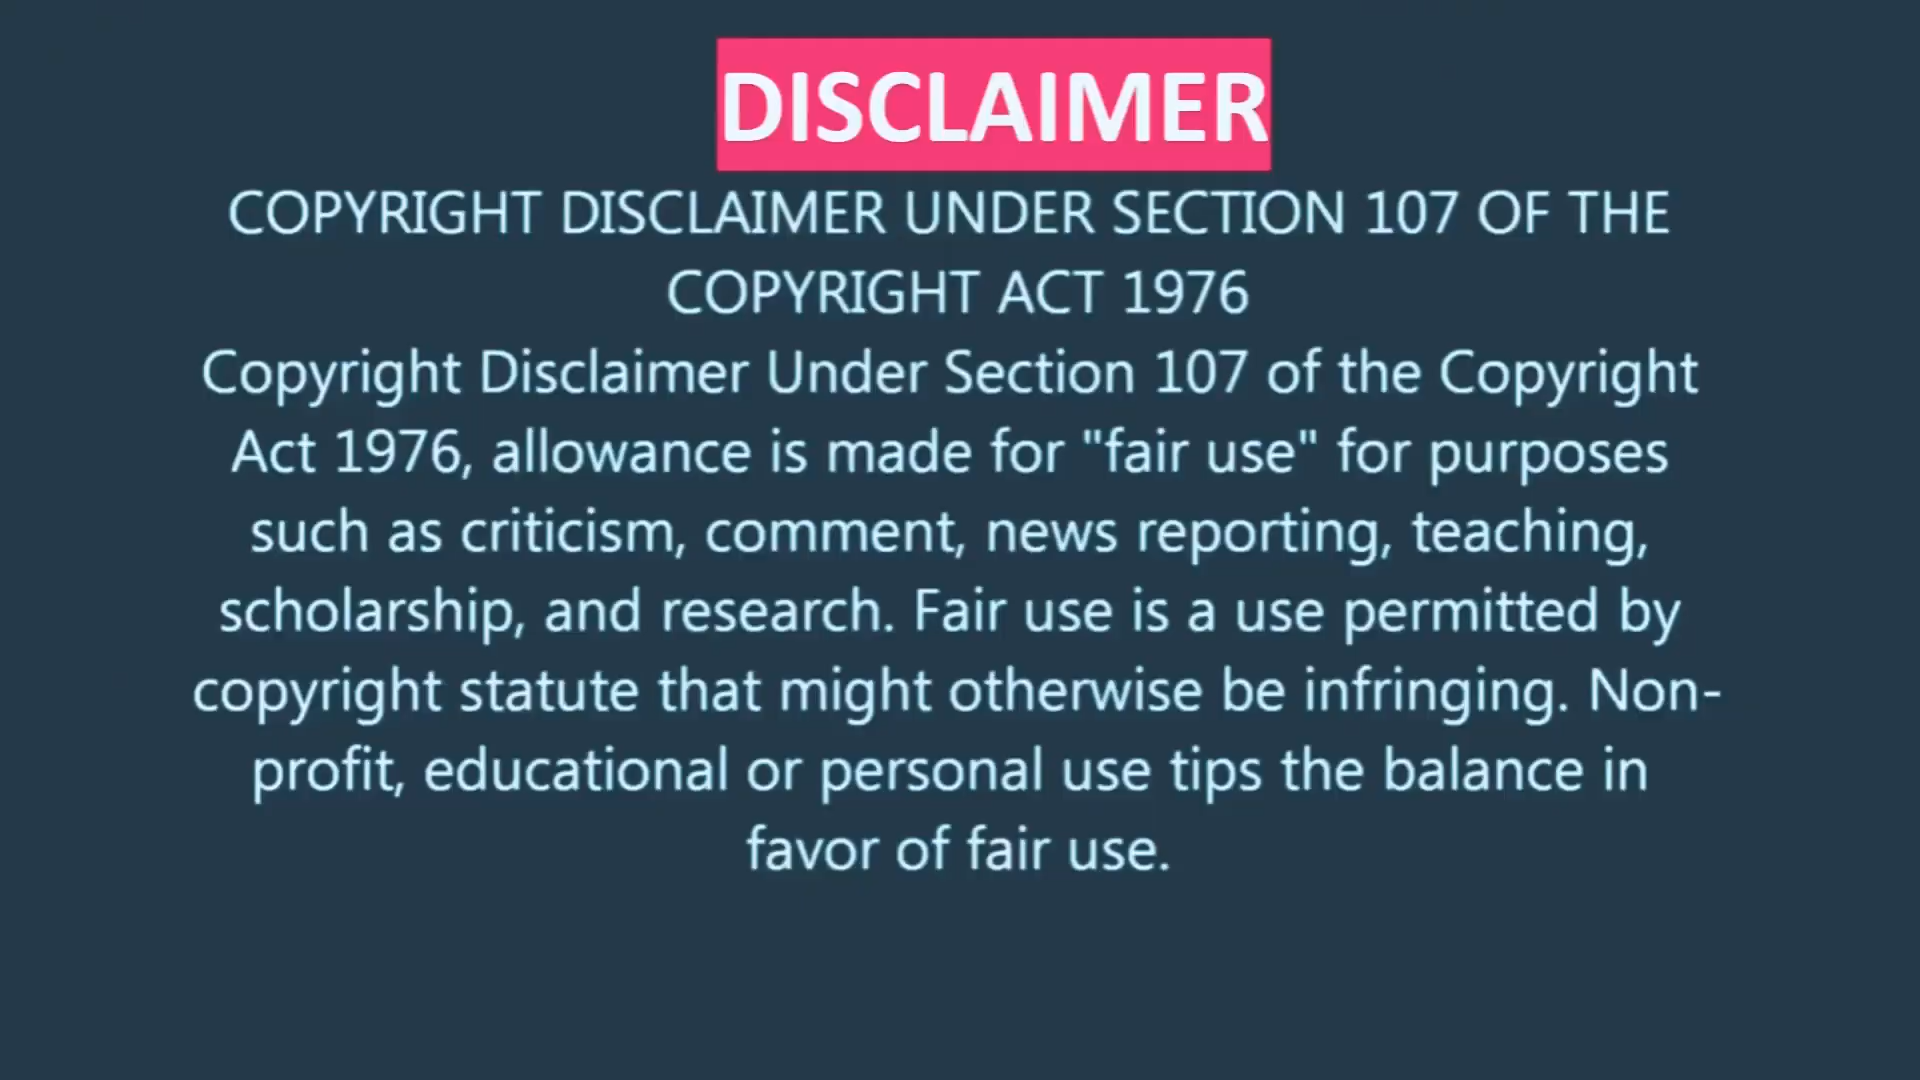 DISCLAIMER
COPYRIGHT DISCLAIMER UNDER SECTION 107 OF THE
COPYRIGHT ACT 1976
Copyright Disclaimer Under Section 107 of the Copyright
Act 1976, allowance is made for "fair use" for purposes
such as criticism, comment, news reporting, teaching,
scholarship, and research. Fair use is a use permitted by
copyright statute that might otherwise be infringing. Non-
profit, educational or personal use tips the balance in
favor of fair use.